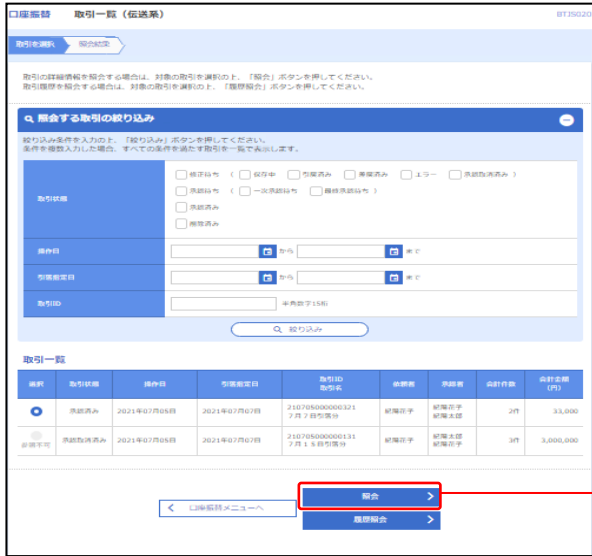 口座振替 取引一覧（伝送系） BTJS020
取引を選択 照会結果
取引の詳細情報を照会する場合は、対象の取引を選択の上、「照会」ボタンを押してください。
取引履歴を照会する場合は、対象の取引を選択の上、「履歴照会」ボタンを押してください。
照会する取引の絞り込み
絞り込み条件を入力の上、「絞り込み」ボタンを押してください。
条件を複数入力した場合、すべての条件を満たす取引を一覧で表示します。
取引状態
修正待ち （ 保存中 引戻済み 差戻済み エラー 承認取消済み ）
承認待ち （ 一次承認待ち 最終承認待ち ）
承認済み
削除済み
操作日 から まで
引落指定日 から まで
取引ID 半角数字15桁
絞り込み
取引一覧
選択 取引状態 操作日 引落指定日 取引ID 取引名 依頼者 承認者 合計件数 合計金額(円)
承認済み 2021年07月05日 2021年07月07日 210705000000321 7月7日引落分 紀陽花子 紀陽花子 紀陽太郎 2件 33,000
選択不可 承認取消済み 2021年07月05日 2021年07月07日 210705000000131 7月15日引落分 紀陽花子 紀陽太郎 紀陽花子 3件 3,000,000
照会
口座振替メニューへ
履歴照会